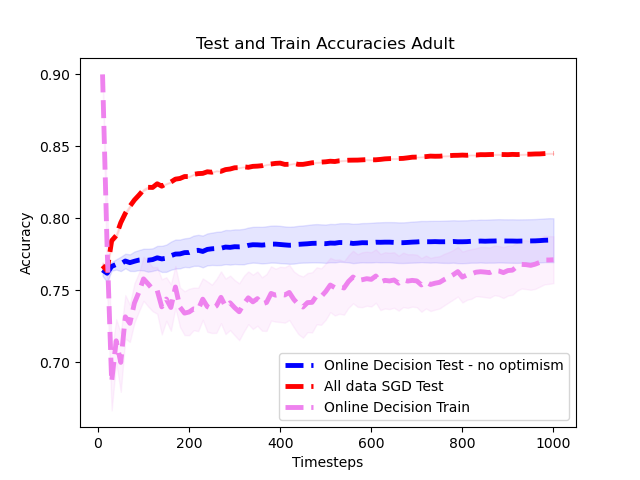 Test and Train Accuracies Adult
0.90
0.85
0.80
0.75
0.70
Accuracy
Online Decision Test - no optimism
All data SGD Test
Online Decision Train
0 200 400 600 800 1000
Timesteps